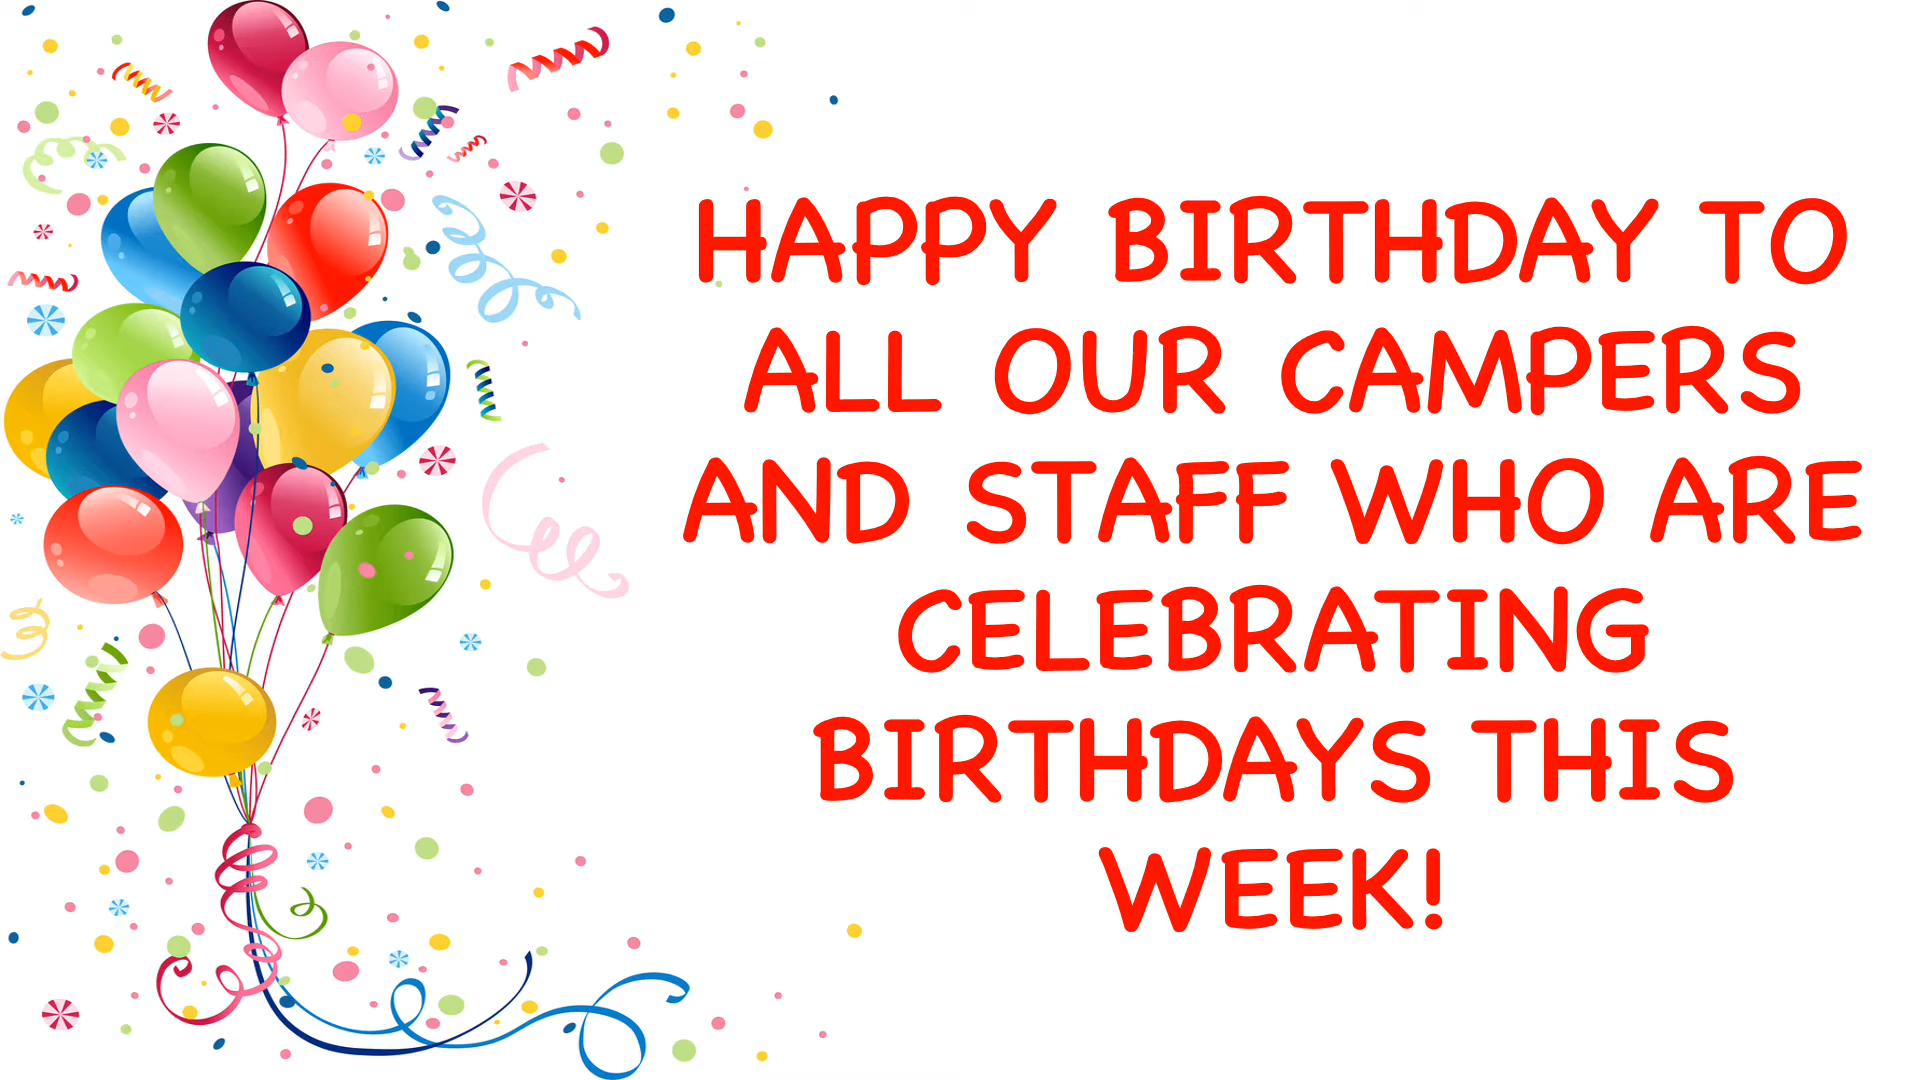 HAPPY BIRTHDAY TO
ALL OUR CAMPERS
AND STAFF WHO ARE
CELEBRATING
BIRTHDAYS THIS
WEEK!